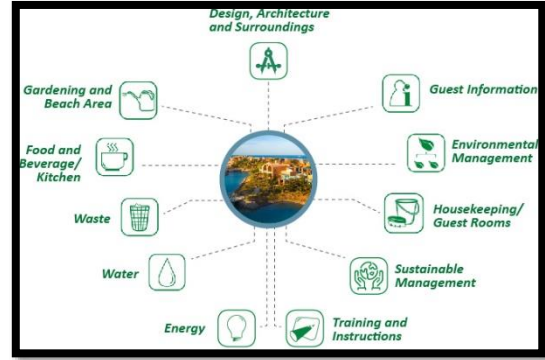 Design, Architecture
and Surroundings
Gardening and
Beach Area
Guest Information
Food and
Beverage/
Kitchen
Environmental
Management
Waste
Housekeeping/
Guest Rooms
Water
Sustainable
Management
Energy
Training and
Instructions